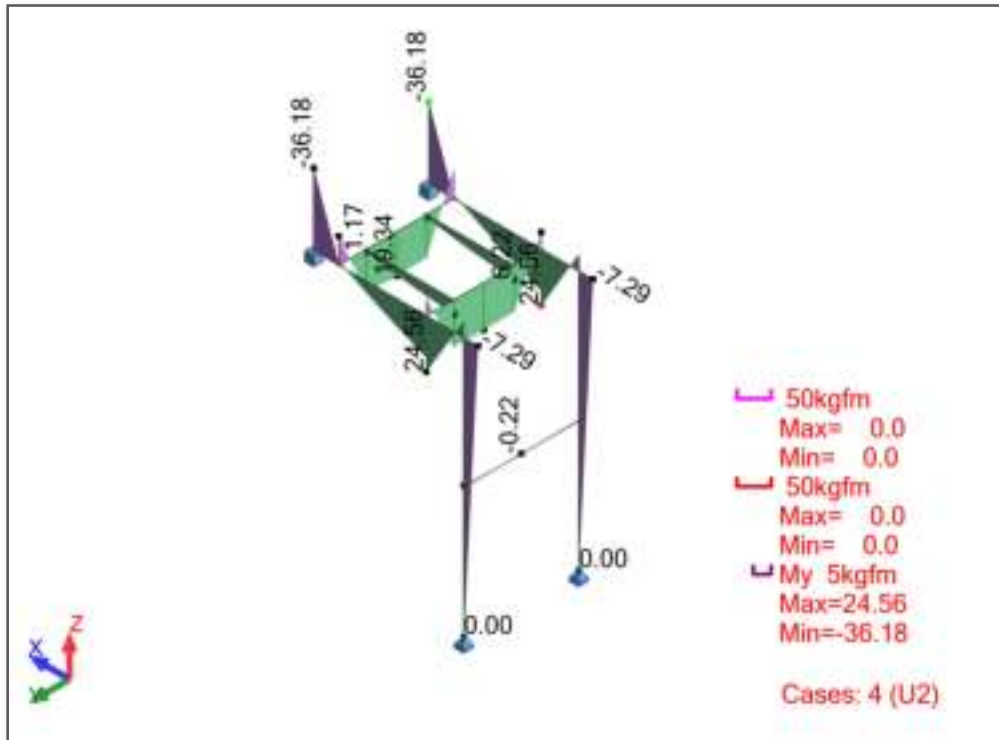 -36.18
-36.18
1.17
19.34
24.56
-7.29
24.56
-7.29
-0.22
0.00
0.00
50kgfm
Max= 0.0
Min= 0.0
50kgfm
Max= 0.0
Min= 0.0
My 5kgfm
Max=24.56
Min=-36.18
Cases: 4 (U2)
Z
X